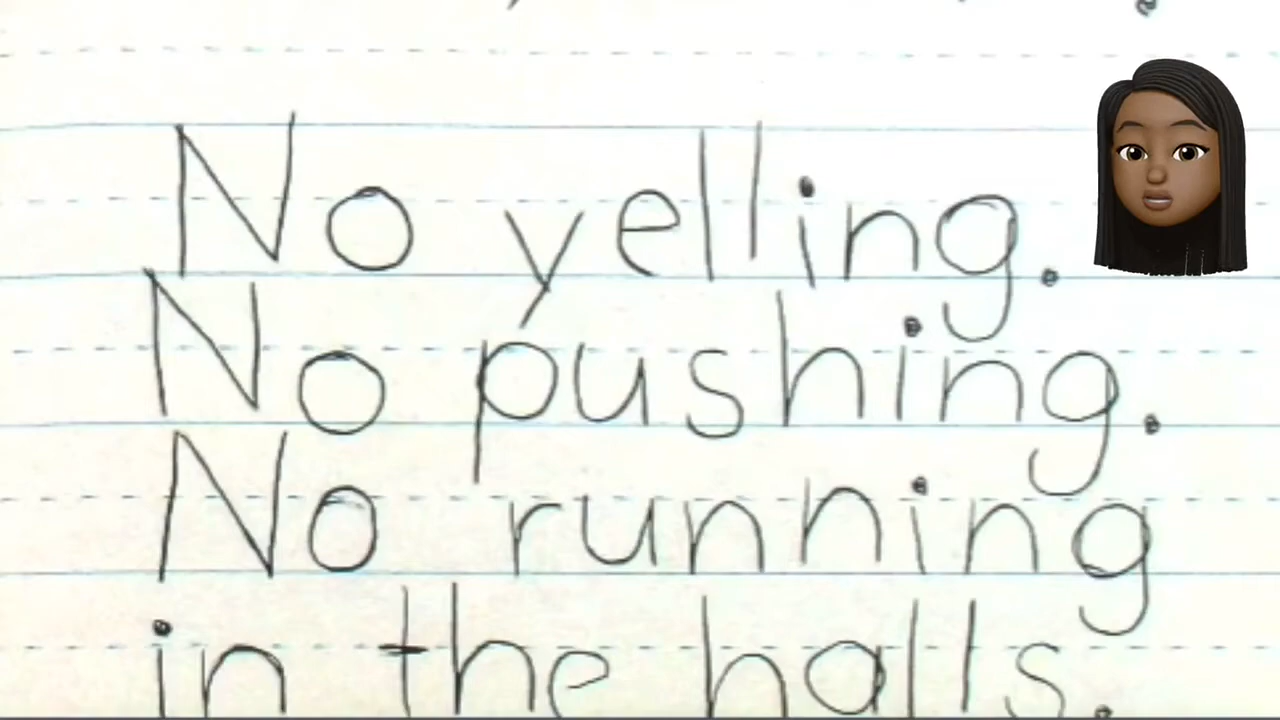 No yelling.
No pushing.
No running
in the halls.